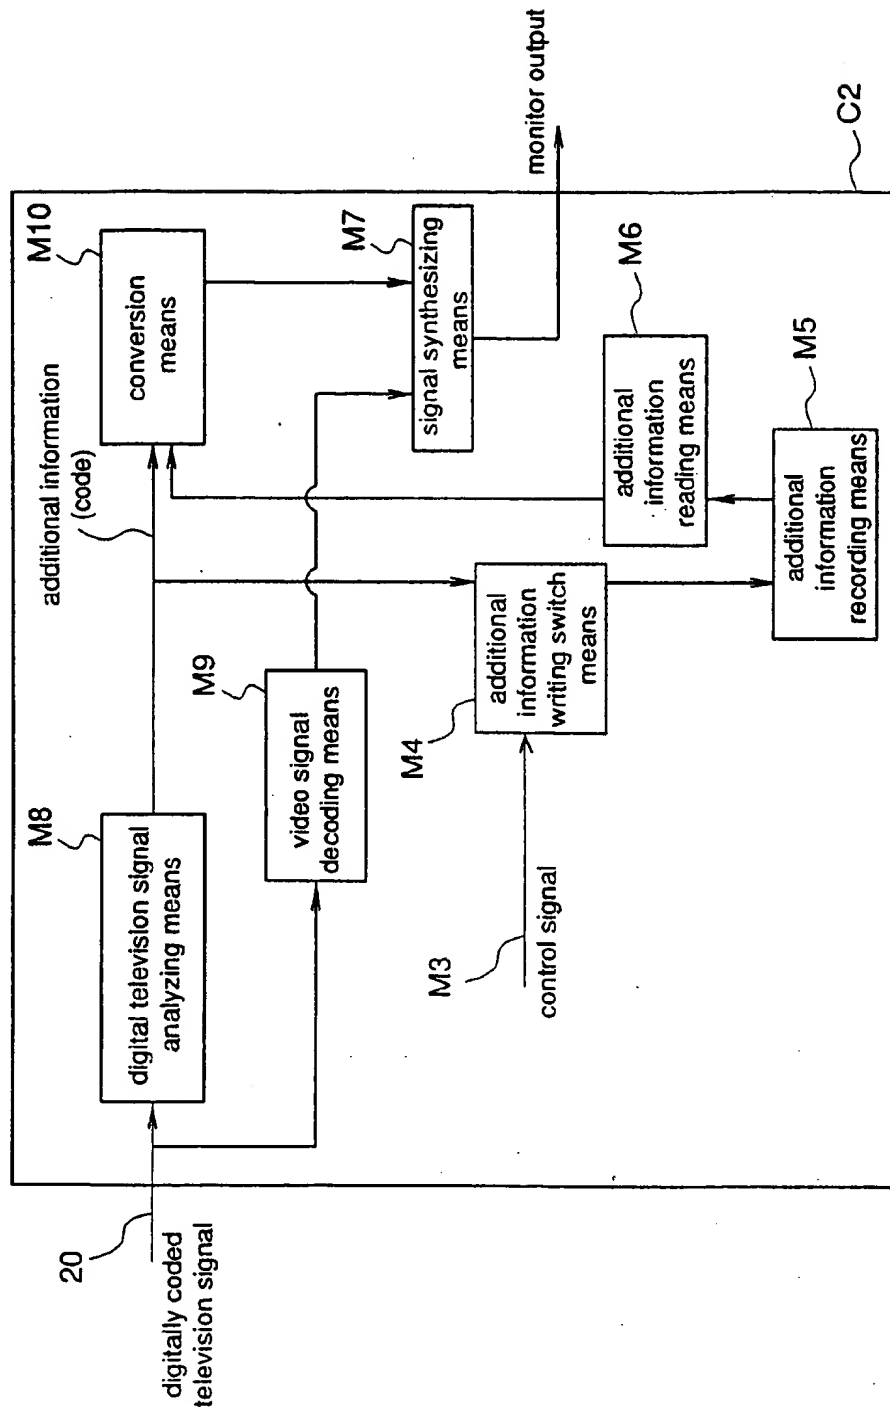 20
digitally coded
television signal
M8
digital television signal
analyzing means
additional information
(code)
M10
conversion
means
M9
video signal
decoding means
M7
signal synthesizing
means
monitor output
M3
control signal
M4
additional
information
writing switch
means
M6
additional
information
reading means
M5
additional
information
recording means
C2